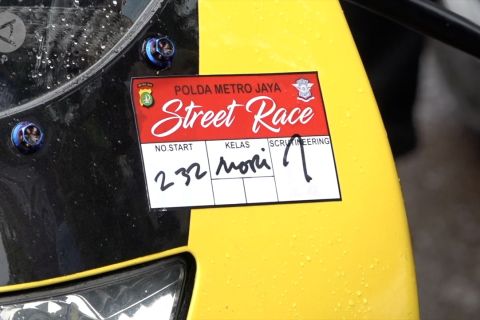 POLDA METRO JAYA
Street Race
NO.START KELAS SCRUTINEERING
232 Mori